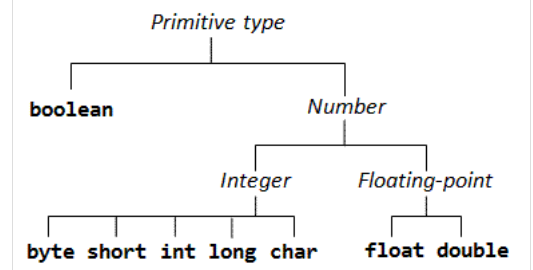 Primitive type
boolean
Number
Integer
Floating-point
byte short int long char
float double